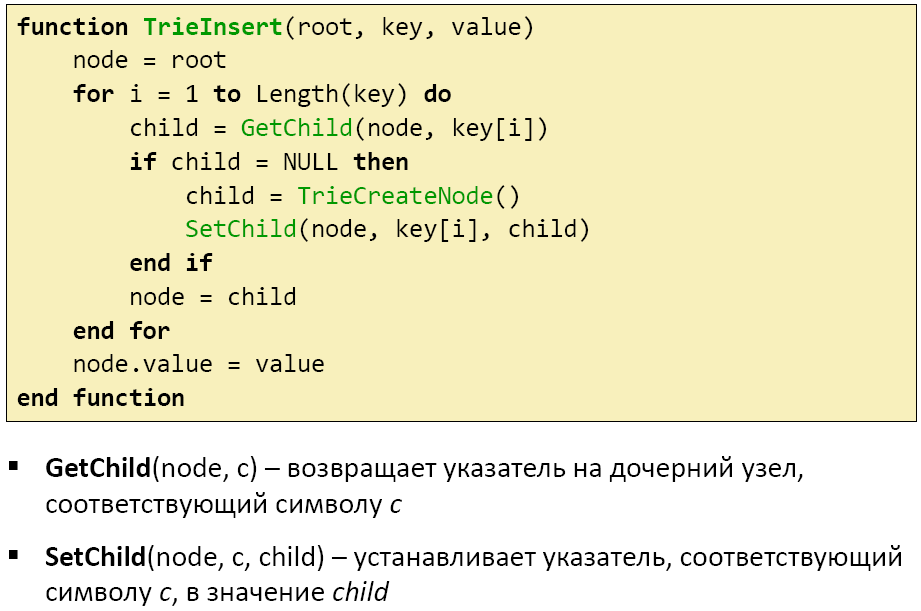 function TrieInsert(root, key, value)
    node = root
    for i = 1 to Length(key) do
        child = GetChild(node, key[i])
        if child = NULL then
            child = TrieCreateNode()
            SetChild(node, key[i], child)
        end if
        node = child
    end for
    node.value = value
end function
▪ GetChild(node, c) – возвращает указатель на дочерний узел,
соответствующий символу c
▪ SetChild(node, c, child) – устанавливает указатель, соответствующий
символу c, в значение child